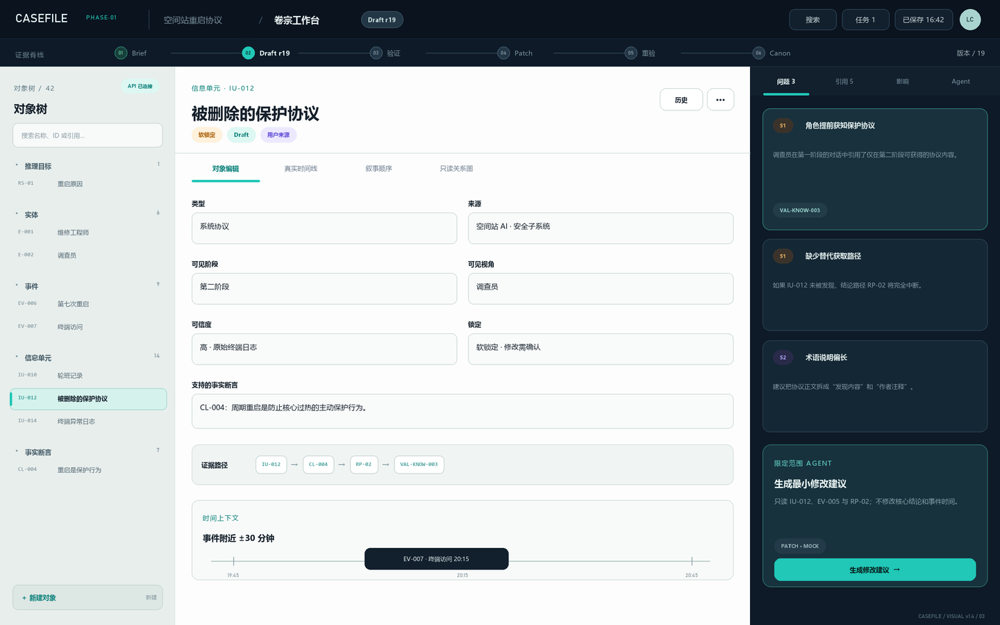 CASEFILE
PHASE·01
空间站重启协议
/
卷宗工作台
Draft r19
搜索
任务 1
已保存 16:42
LC
证据脊线
01 Brief
02 Draft r19
03 验证
04 Patch
05 重验
06 Canon
版本 / 19
对象树 / 42
API 已连接
对象树
搜索名称、ID 或引用...
推理目标 1
RS-01 重启原因
实体 6
E-001 维修工程师
E-002 调查员
事件 9
EV-006 第七次重启
EV-007 终端访问
信息单元 14
IU-010 轮班记录
IU-012 被删除的保护协议
IU-014 终端异常日志
事实断言 7
CL-004 重启是保护行为
+ 新建对象 新建
信息单元 · IU-012
被删除的保护协议
软锁定 Draft 用户来源
历史
•••
对象编辑 真实时间线 叙事顺序 只读关系图
类型
系统协议
来源
空间站 AI · 安全子系统
可见阶段
第二阶段
可见视角
调查员
可信度
高 · 原始终端日志
锁定
软锁定 · 修改需确认
支持的事实断言
CL-004：周期重启是防止核心过热的主动保护行为。
证据路径 IU-012 → CL-004 → RP-02 → VAL-KNOW-003
时间上下文
事件附近 ±30 分钟
EV-007 · 终端访问 20:15
19:45 20:15 20:45
问题 3 引用 5 影响 Agent
S1 角色提前获知保护协议
调查员在第一阶段的对话中引用了仅在第二阶段可获得的协议内容。
VAL-KNOW-003
S1 缺少替代获取路径
如果 IU-012 未被发现，结论路径 RP-02 将完全中断。
S2 术语说明偏长
建议把协议正文拆成“发现内容”和“作者注释”。
限定范围 AGENT
生成最小修改建议
只读 IU-012、EV-005 与 RP-02；不修改核心结论和事件时间。
PATCH · MOCK
生成修改建议 →
CASEFILE / VISUAL v1.4 / 03